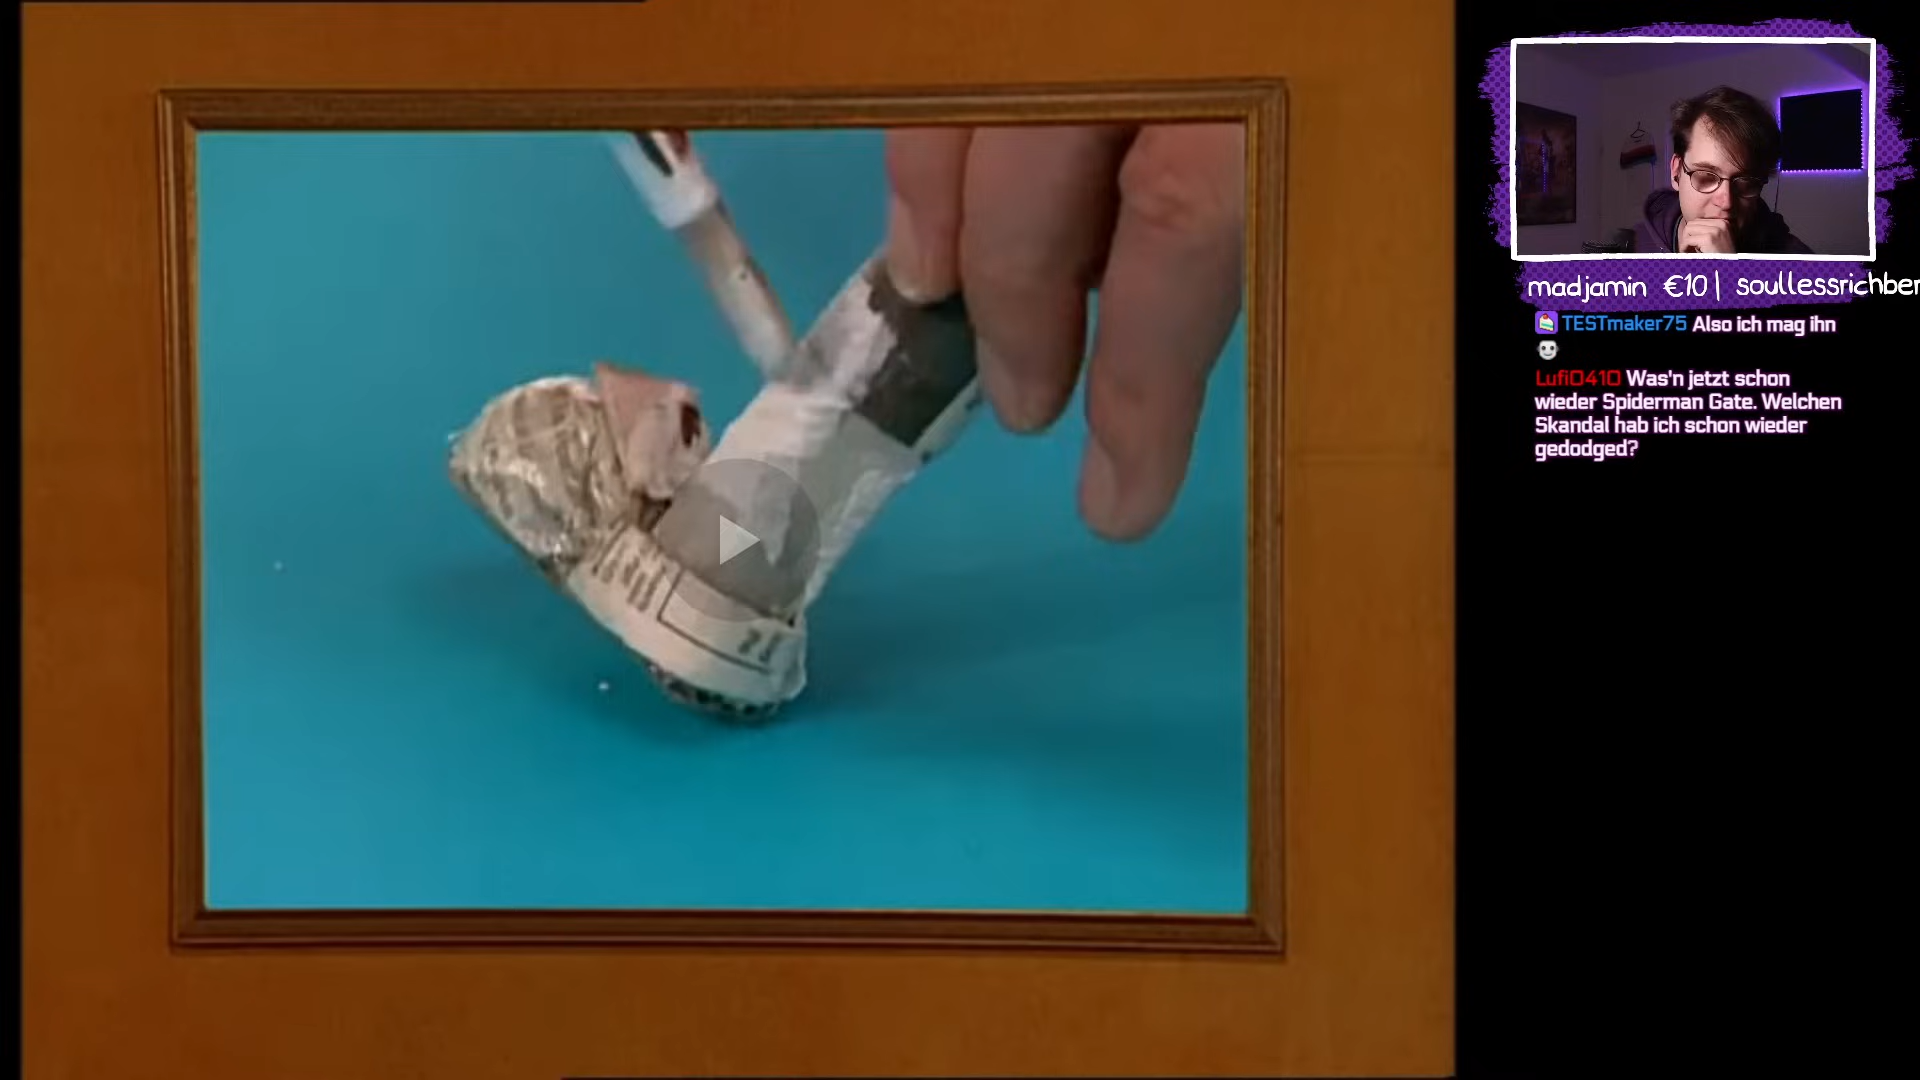 madjamin €10 | soullessrichber
TESTmaker75 Also ich mag ihn
Lufi0410 Was'n jetzt schon
wieder Spiderman Gate. Welchen
Skandal hab ich schon wieder
gedodged?